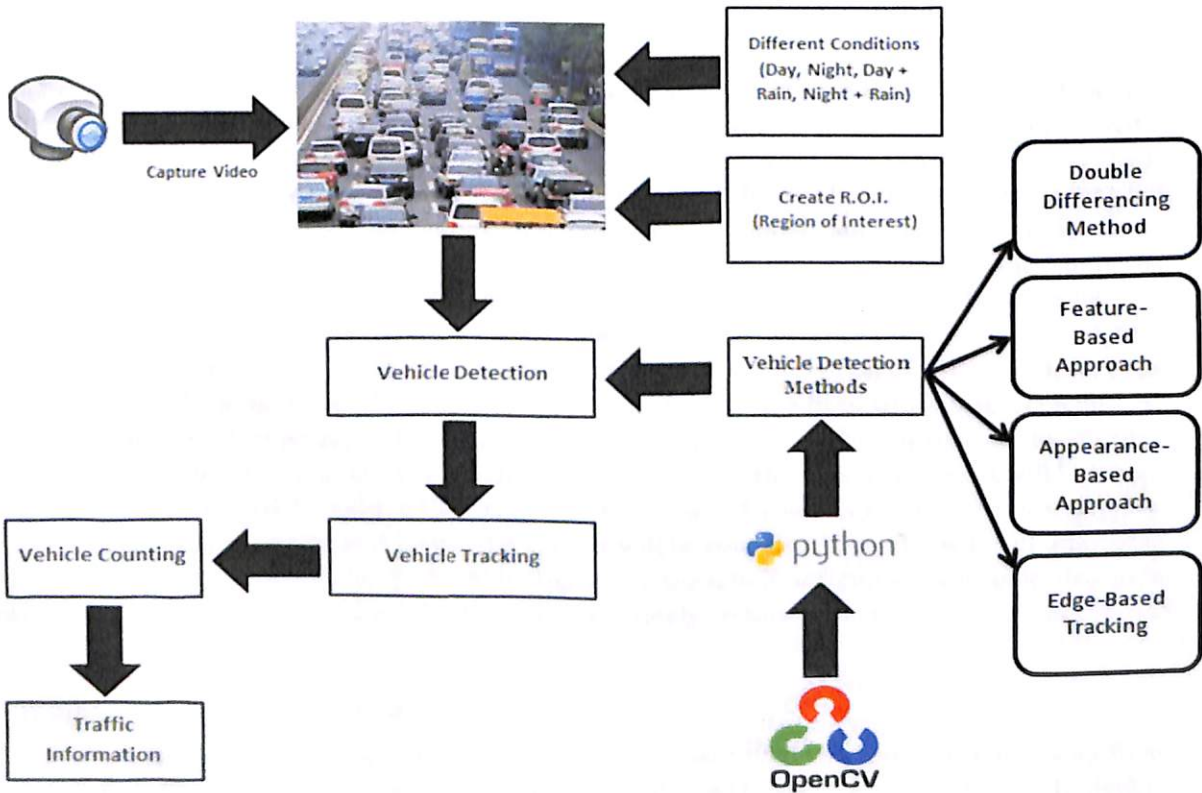 Different Conditions
(Day, Night, Day +
Rain, Night + Rain)
Capture Video
Create R.O.I.
(Region of Interest)
Double
Differencing
Method
Feature-
Based
Approach
Vehicle Detection
Vehicle Detection
Methods
Appearance-
Based
Approach
Vehicle Counting
Vehicle Tracking
python
Edge-Based
Tracking
Traffic
Information
OpenCV